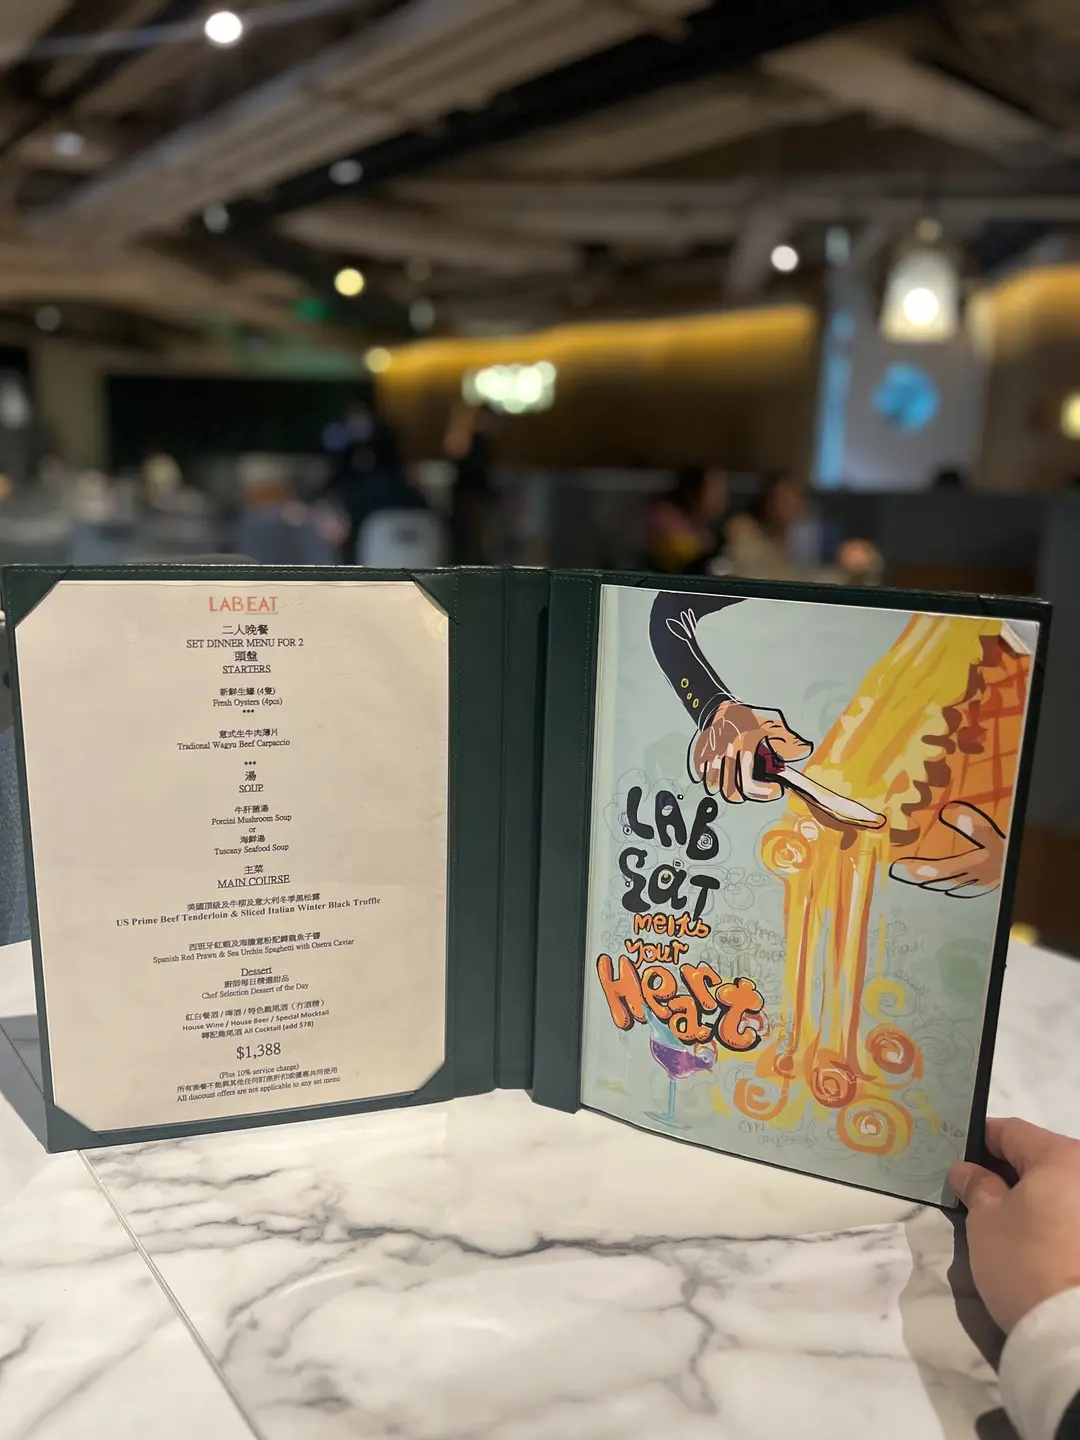 LAB EAT
二人晚餐
SET DINNER MENU FOR 2
頭盤
STARTERS
新鮮生蠔 (4隻)
Fresh Oysters (4pcs)
***
意式生牛肉薄片
Tradional Wagyu Beef Carpaccio
***
湯
SOUP
牛肝菌湯
Porcini Mushroom Soup
or
海鮮湯
Tuscany Seafood Soup
主菜
MAIN COURSE
美國頂級及牛柳及意大利冬季黑松露
US Prime Beef Tenderloin & Sliced Italian Winter Black Truffle
西班牙紅蝦及海膽意粉配鱘龍魚子醬
Spanish Red Prawn & Sea Urchin Spaghetti with Osetra Caviar
Dessert
廚師每日精選甜品
Chef Selection Dessert of the Day
紅白餐酒 / 啤酒 / 特色雞尾酒 (冇酒精)
House Wine / House Beer / Special Mocktail
轉配雞尾酒 All Cocktail (add $78)
$1,388
(Plus 10% service charge)
所有套餐不能與其他任何訂座折扣或優惠共同使用
All discount offers are not applicable to any set menu
LAB
EAT
melts
your
Heart